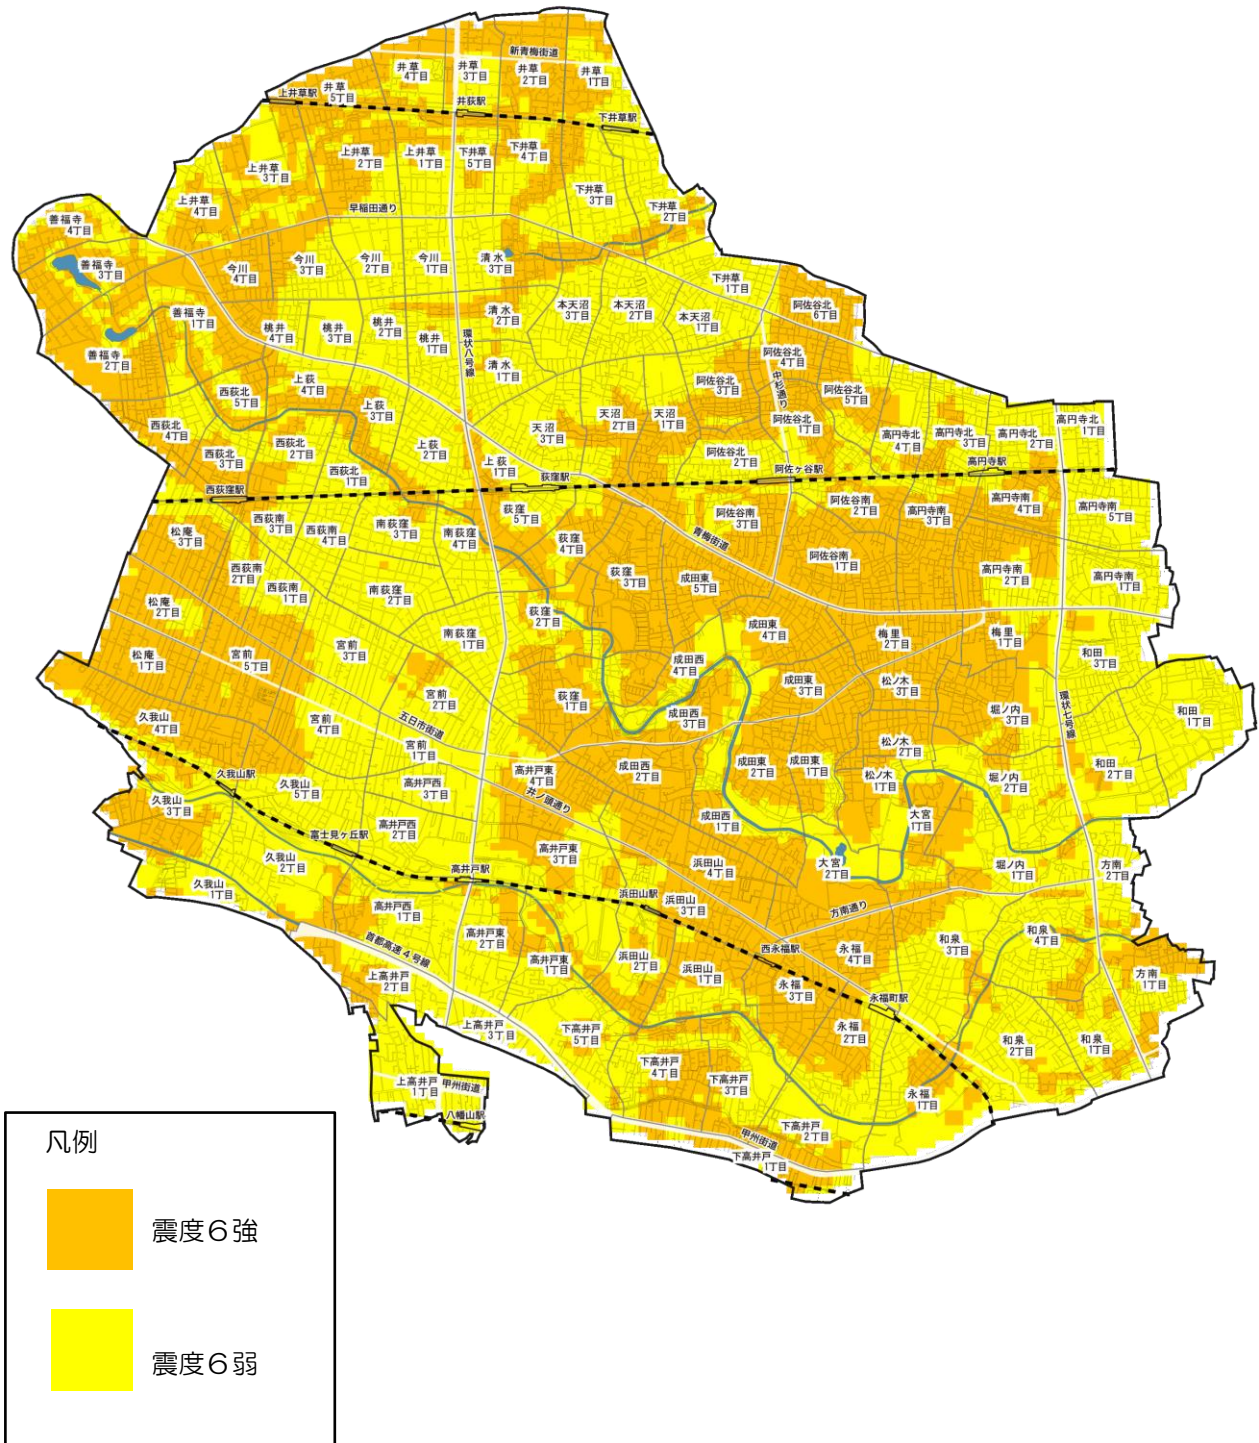 新青梅街道
井草
4丁目
井草
3丁目
井草
2丁目
井草
1丁目
上井草駅
井草
5丁目
井荻駅
下井草駅
上井草
3丁目
上井草
2丁目
上井草
1丁目
下井草
5丁目
下井草
4丁目
上井草
4丁目
早稲田通り
下井草
3丁目
下井草
2丁目
善福寺
4丁目
善福寺
3丁目
今川
4丁目
今川
3丁目
今川
2丁目
今川
1丁目
清水
3丁目
下井草
1丁目
善福寺
1丁目
善福寺
2丁目
桃井
4丁目
桃井
3丁目
桃井
2丁目
桃井
1丁目
環状八号線
清水
2丁目
清水
1丁目
本天沼
3丁目
本天沼
2丁目
本天沼
1丁目
阿佐谷北
6丁目
阿佐谷北
4丁目
中杉通り
阿佐谷北
3丁目
阿佐谷北
5丁目
阿佐谷北
1丁目
阿佐谷北
2丁目
西荻北
5丁目
上荻
4丁目
上荻
3丁目
西荻北
4丁目
西荻北
3丁目
西荻北
2丁目
西荻北
1丁目
上荻
2丁目
上荻
1丁目
天沼
3丁目
天沼
2丁目
天沼
1丁目
高円寺北
4丁目
高円寺北
3丁目
高円寺北
2丁目
高円寺北
1丁目
西荻窪駅
荻窪駅
阿佐ケ谷駅
高円寺駅
松庵
3丁目
西荻南
3丁目
西荻南
4丁目
南荻窪
3丁目
南荻窪
4丁目
荻窪
5丁目
荻窪
4丁目
青梅街道
阿佐谷南
3丁目
阿佐谷南
2丁目
高円寺南
3丁目
高円寺南
4丁目
高円寺南
5丁目
阿佐谷南
1丁目
西荻南
2丁目
西荻南
1丁目
南荻窪
2丁目
荻窪
3丁目
成田東
5丁目
高円寺南
2丁目
高円寺南
1丁目
松庵
2丁目
松庵
1丁目
宮前
5丁目
宮前
3丁目
南荻窪
1丁目
荻窪
2丁目
成田東
4丁目
梅里
2丁目
梅里
1丁目
和田
3丁目
宮前
2丁目
荻窪
1丁目
成田西
4丁目
成田西
3丁目
成田東
3丁目
松ノ木
3丁目
堀ノ内
3丁目
環状七号線
和田
1丁目
久我山
4丁目
宮前
4丁目
五日市街道
宮前
1丁目
松ノ木
2丁目
和田
2丁目
久我山駅
久我山
5丁目
久我山
3丁目
高井戸西
3丁目
高井戸東
4丁目
井ノ頭通り
成田西
2丁目
成田東
2丁目
成田東
1丁目
松ノ木
1丁目
堀ノ内
2丁目
富士見ヶ丘駅
高井戸西
2丁目
成田西
1丁目
大宮
1丁目
久我山
2丁目
久我山
1丁目
高井戸駅
高井戸東
3丁目
浜田山
4丁目
大宮
2丁目
堀ノ内
1丁目
方南
2丁目
浜田山駅
浜田山
3丁目
方南通り
高井戸西
1丁目
首都高速4号線
高井戸東
2丁目
高井戸東
1丁目
浜田山
2丁目
浜田山
1丁目
西永福駅
永福
4丁目
和泉
3丁目
和泉
4丁目
方南
1丁目
上高井戸
2丁目
永福
3丁目
永福町駅
上高井戸
3丁目
下高井戸
5丁目
永福
2丁目
和泉
2丁目
和泉
1丁目
下高井戸
4丁目
下高井戸
3丁目
上高井戸
1丁目
甲州街道
八幡山駅
永福
1丁目
下高井戸
2丁目
甲州街道
下高井戸
1丁目
凡例
震度6強
震度6弱